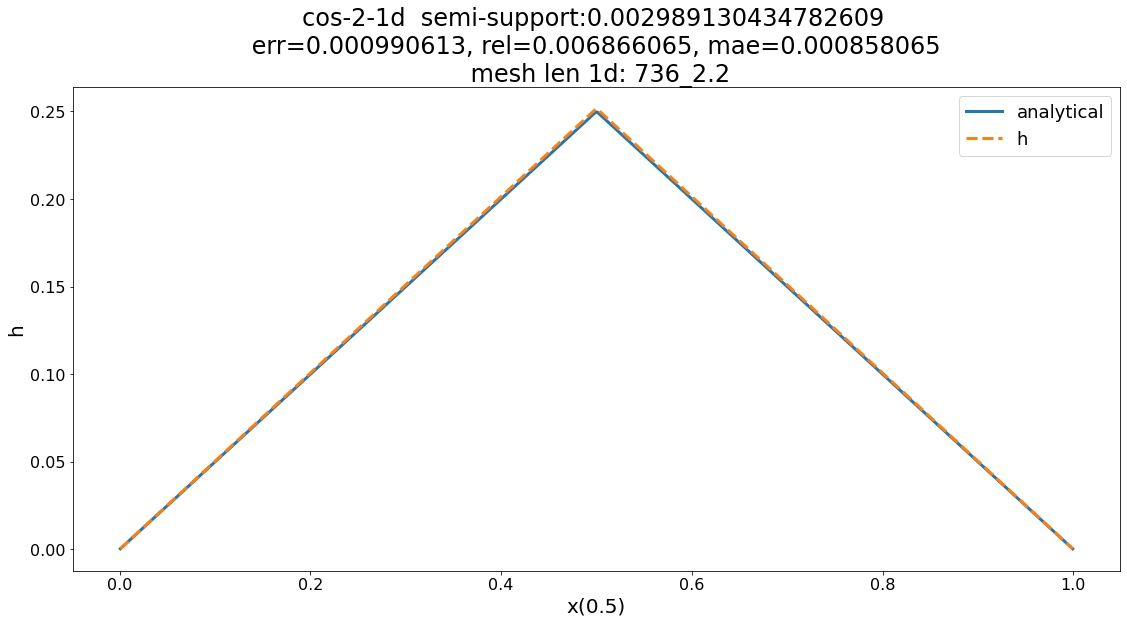 cos-2-1d  semi-support:0.002989130434782609
err=0.000990613, rel=0.006866065, mae=0.000858065
mesh len 1d: 736_2.2
analytical
h
0.25
0.20
0.15
0.10
0.05
0.00
h
0.0
0.2
0.4
0.6
0.8
1.0
x(0.5)